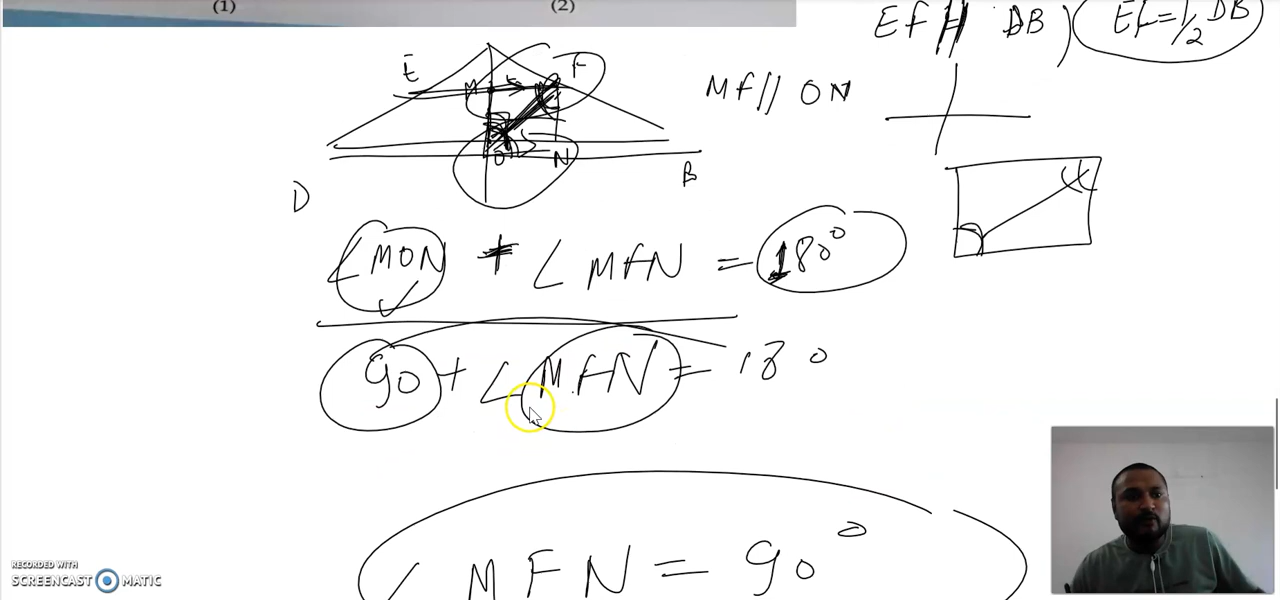 (1) (2)
EF || DB ) EF = 1/2 DB
E M F
MF // ON
O N
D B
∠MON + ∠MFN = 180°
90 + ∠MFN = 18°
∠MFN = 90°
RECORDED WITH
SCREENCAST MATIC